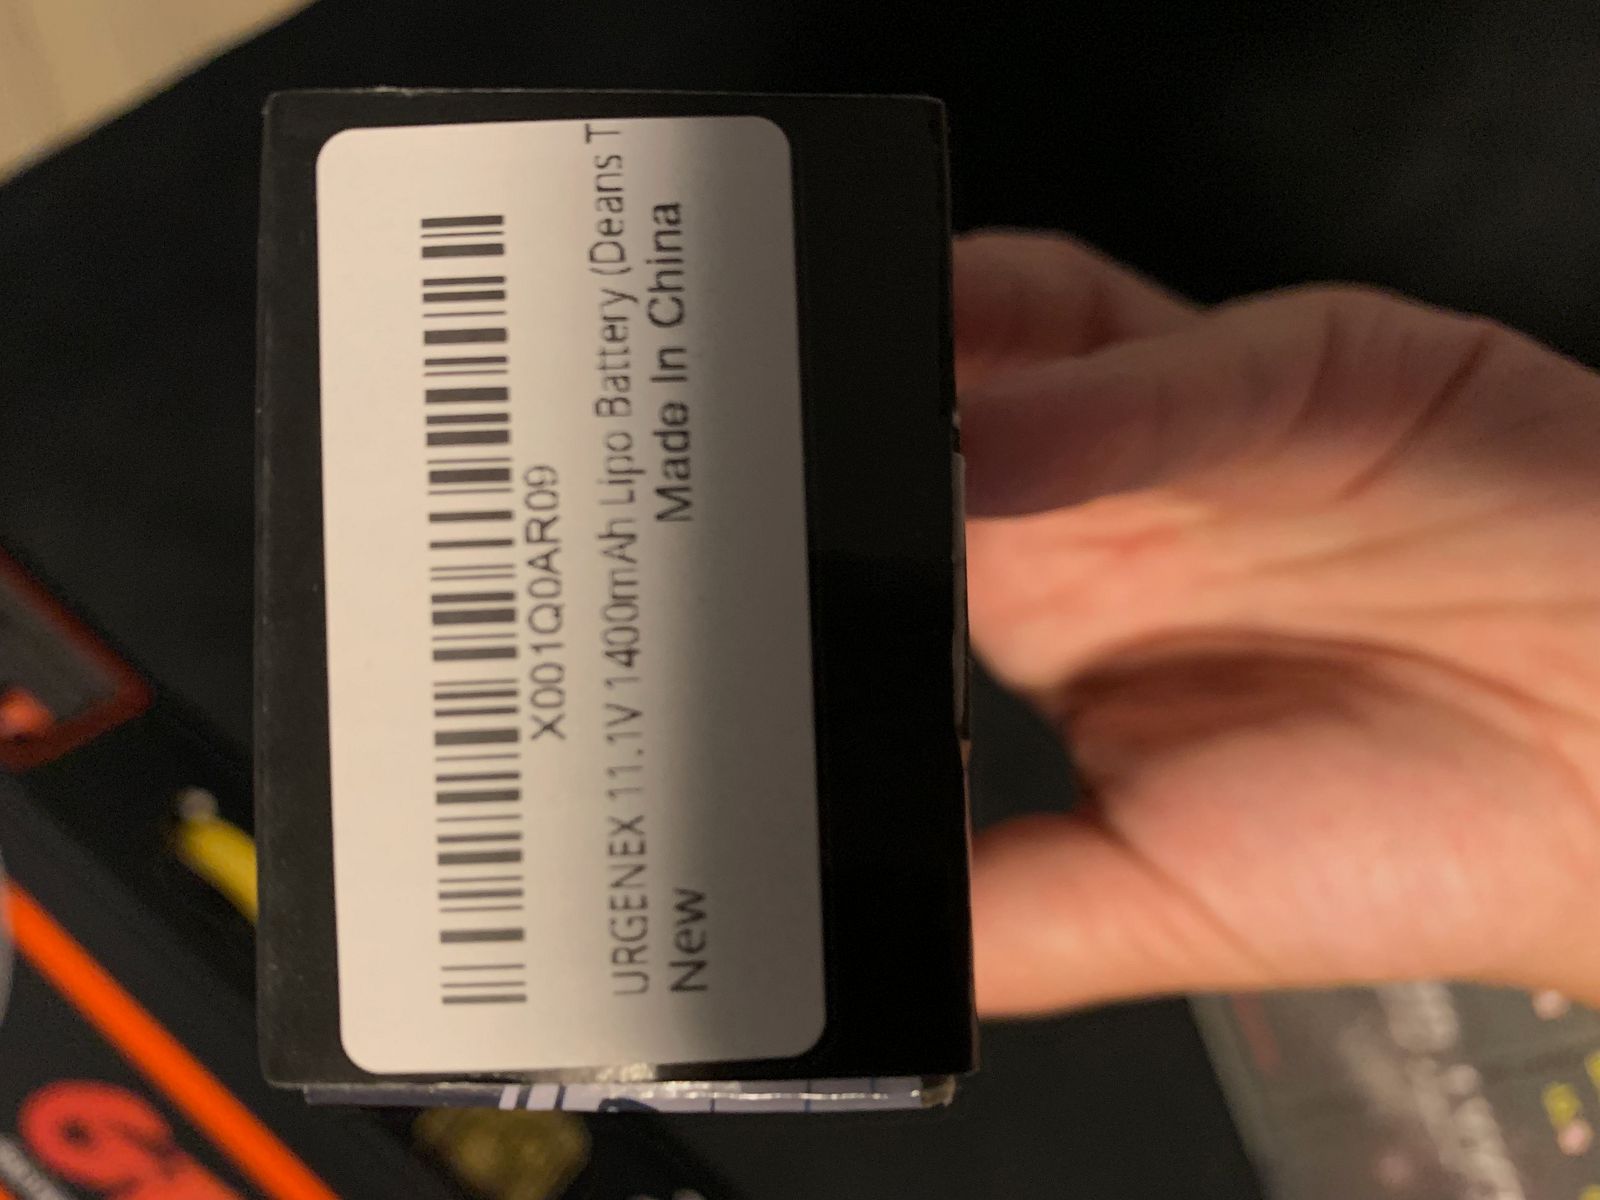 X001Q0AR09
URGENEX 11.1V 1400mAh Lipo Battery (Deans T
New
Made In China